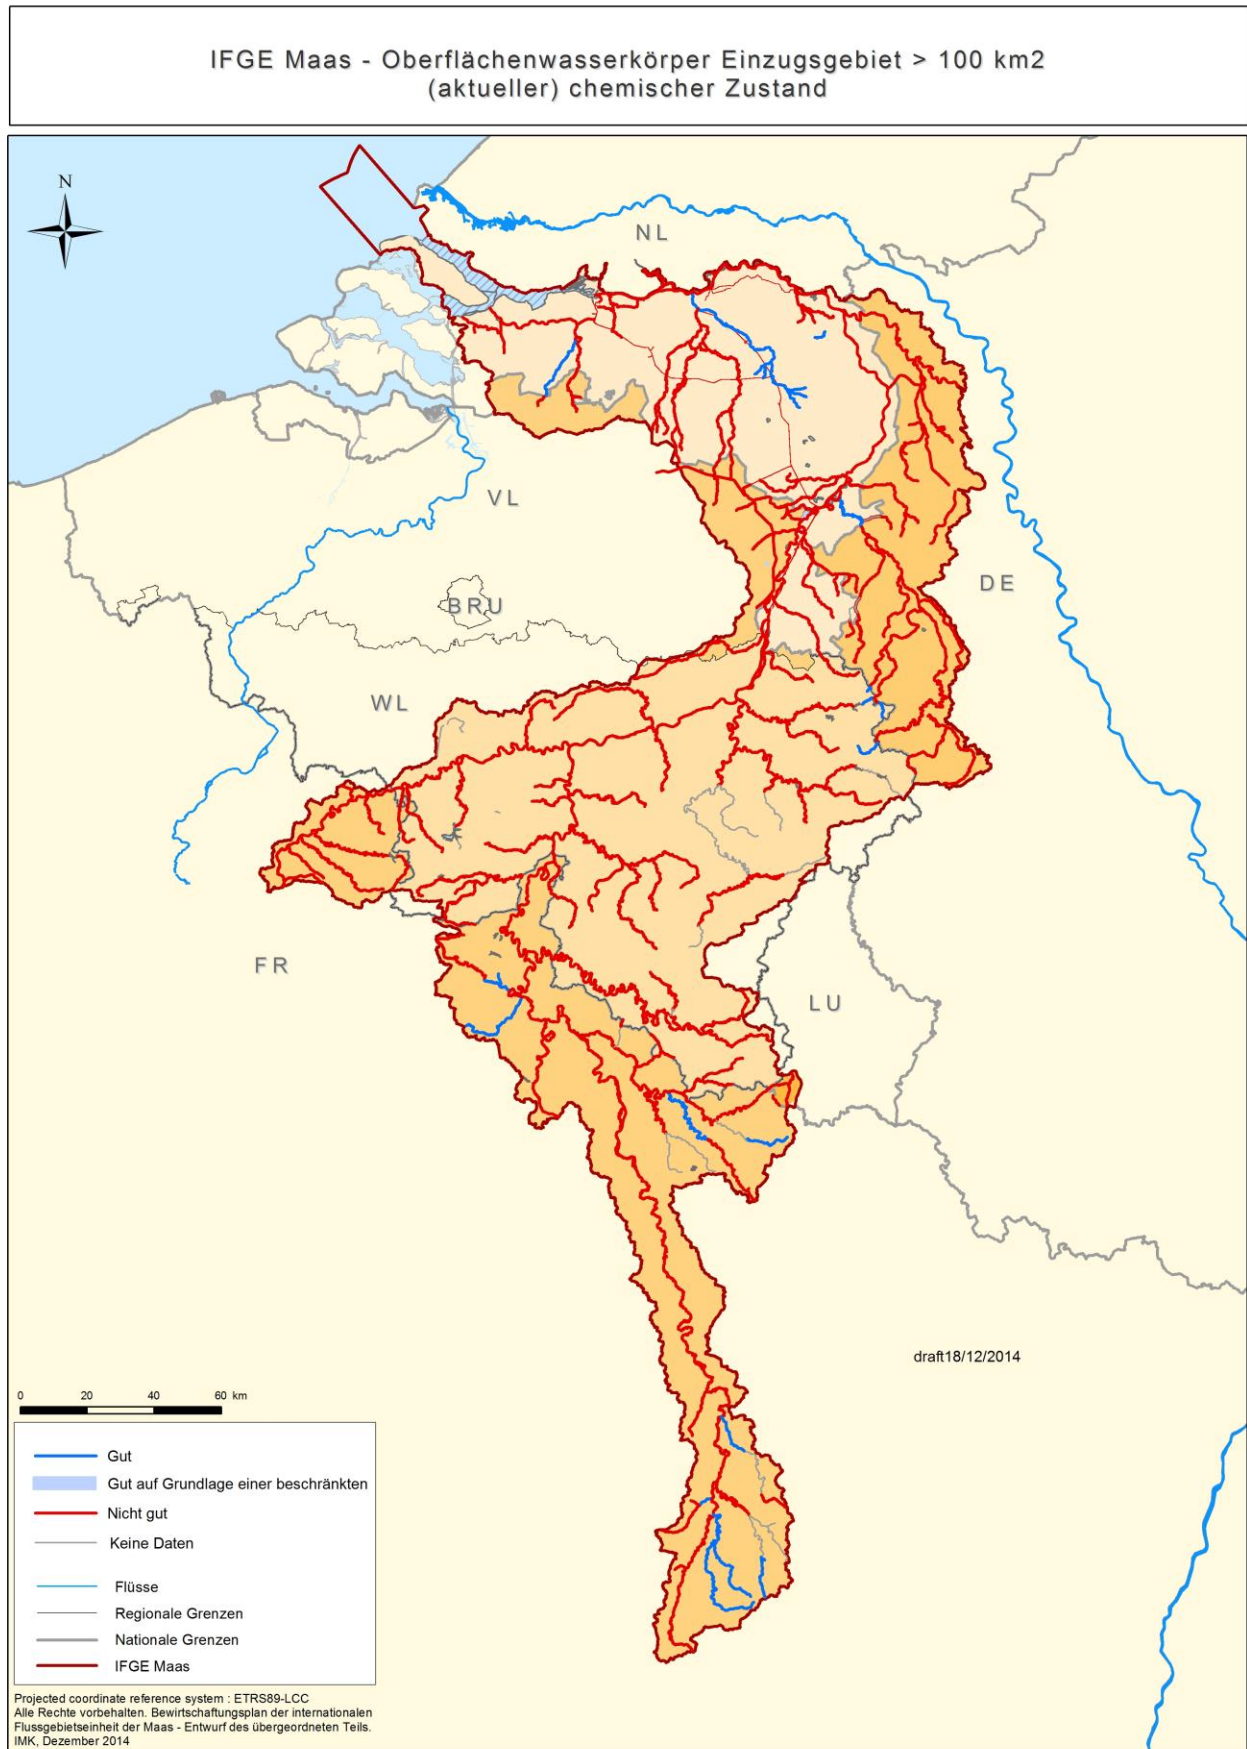 IFGE Maas - Oberflächenwasserkörper Einzugsgebiet > 100 km2
(aktueller) chemischer Zustand
N
NL
VL
BRU
DE
WL
FR
LU
draft18/12/2014
0 20 40 60 km
Gut
Gut auf Grundlage einer beschränkten
Nicht gut
Keine Daten
Flüsse
Regionale Grenzen
Nationale Grenzen
IFGE Maas
Projected coordinate reference system : ETRS89-LCC
Alle Rechte vorbehalten. Bewirtschaftungsplan der internationalen
Flussgebietseinheit der Maas - Entwurf des übergeordneten Teils.
IMK, Dezember 2014